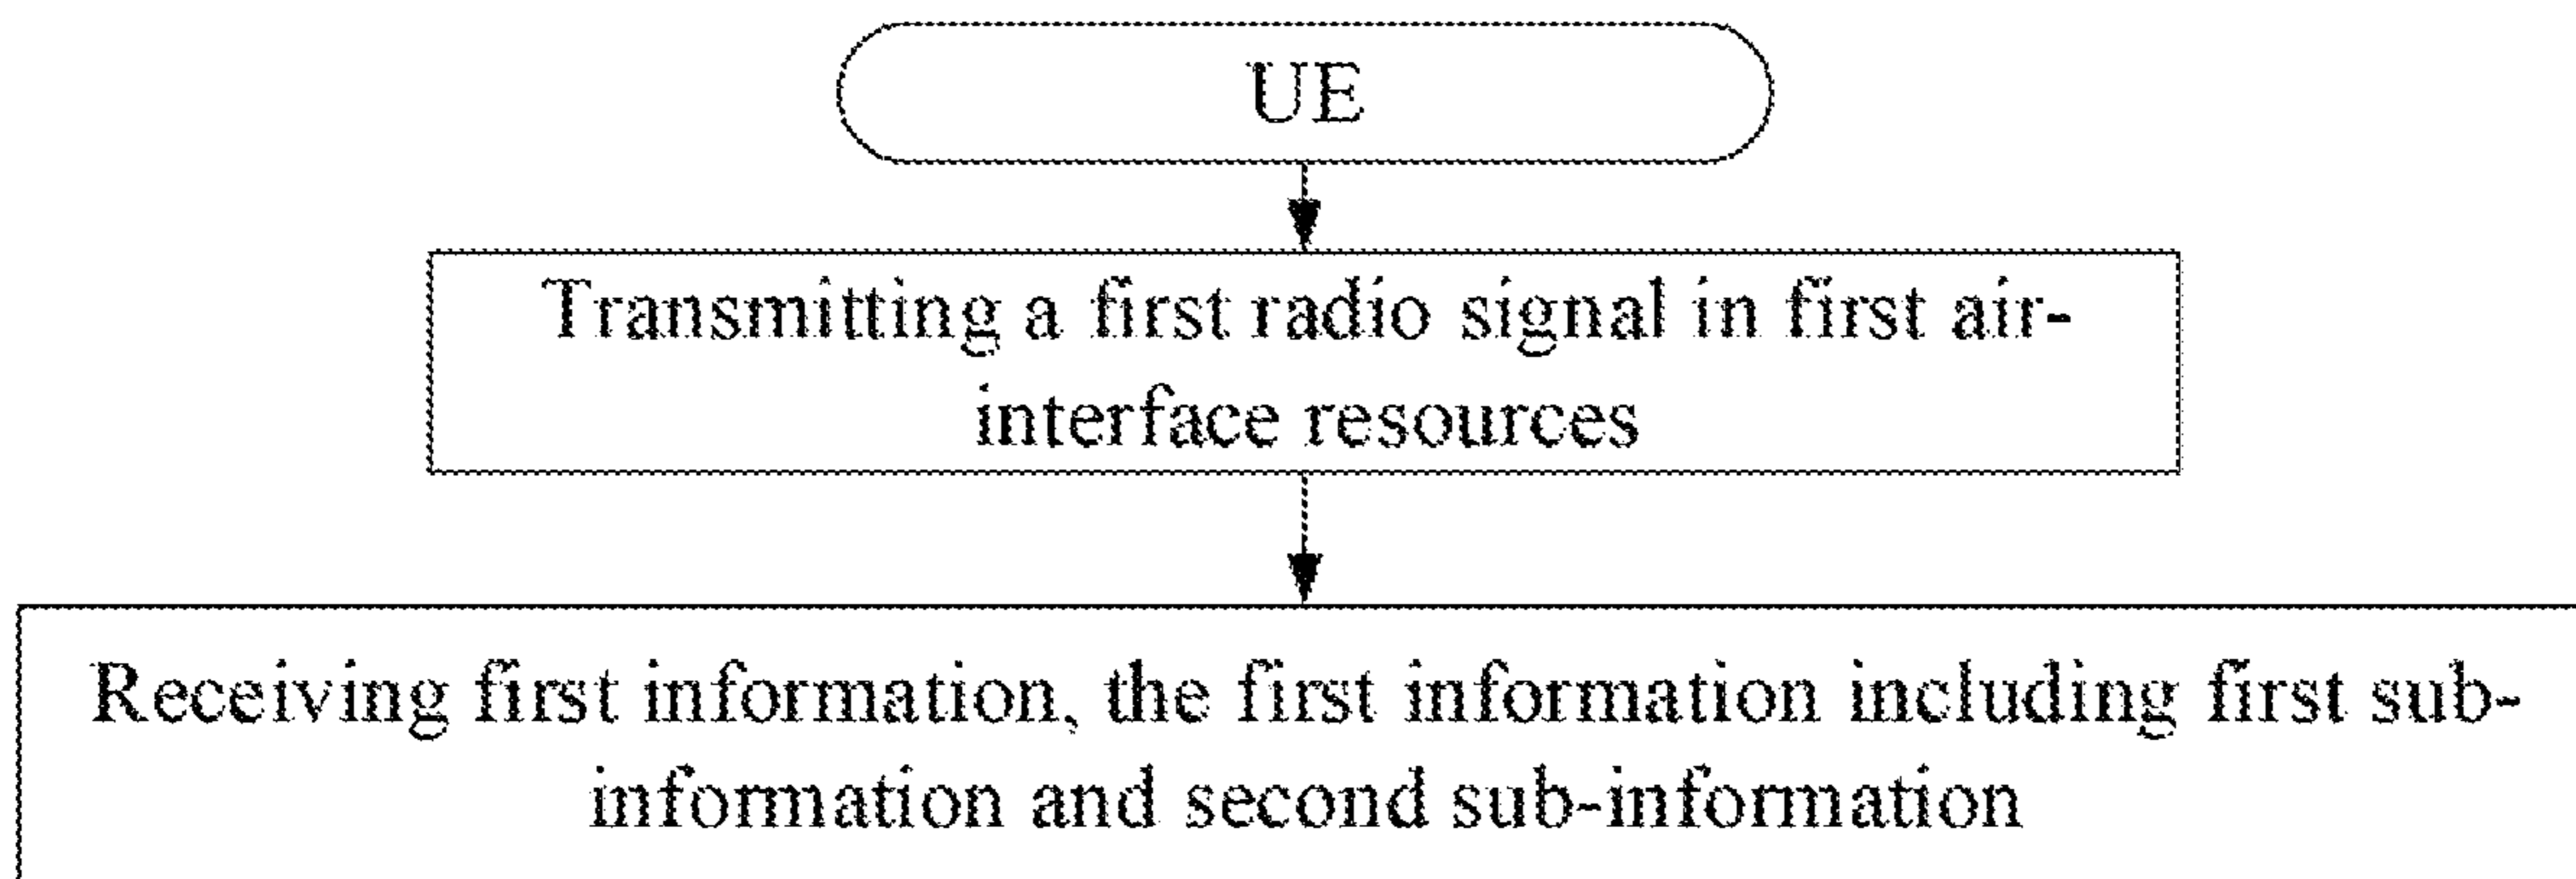 UE
Transmitting a first radio signal in first air-
interface resources
Receiving first information, the first information including first sub-
information and second sub-information